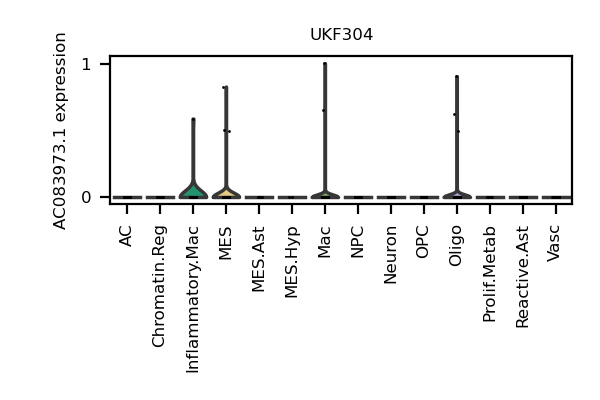 UKF304
AC083973.1 expression
1
0
AC
Chromatin.Reg
Inflammatory.Mac
MES
MES.Ast
MES.Hyp
Mac
NPC
Neuron
OPC
Oligo
Prolif.Metab
Reactive.Ast
Vasc